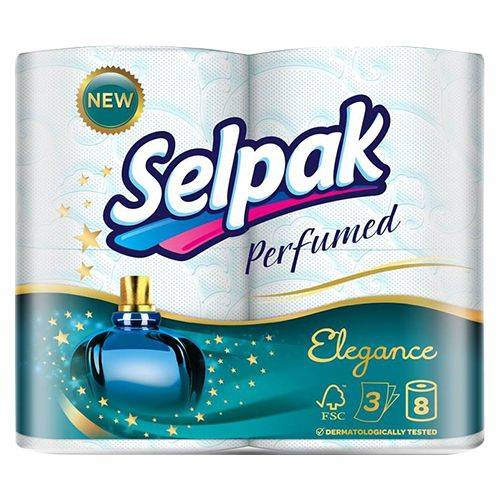 NEW
Selpak
Perfumed
Elegance
FSC
3
8
DERMATOLOGICALLY TESTED